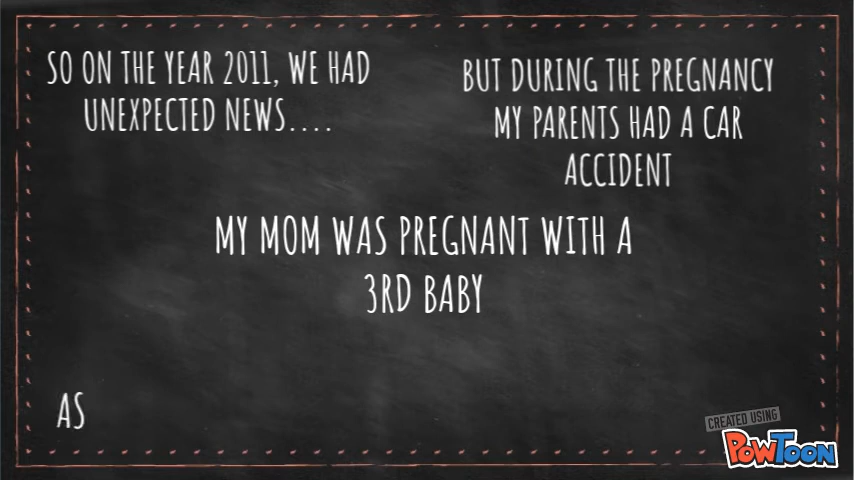 SO ON THE YEAR 2011, WE HAD
UNEXPECTED NEWS....
MY MOM WAS PREGNANT WITH A
3RD BABY
BUT DURING THE PREGNANCY
MY PARENTS HAD A CAR
ACCIDENT
AS
CREATED USING
POWTOON